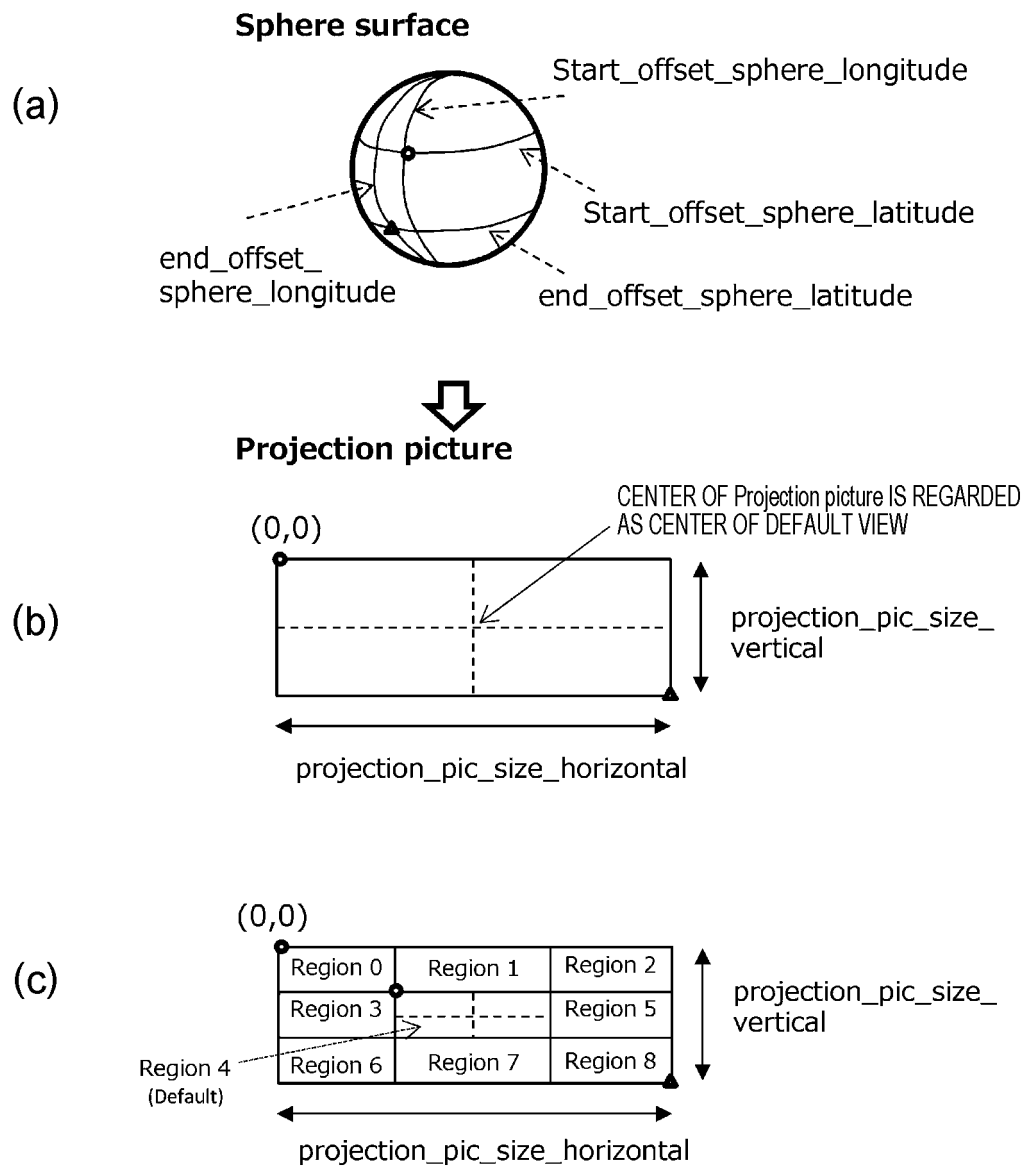 Sphere surface
(a)
Start_offset_sphere_longitude
Start_offset_sphere_latitude
end_offset_
sphere_longitude
end_offset_sphere_latitude
Projection picture
CENTER OF Projection picture IS REGARDED
AS CENTER OF DEFAULT VIEW
(0,0)
(b)
projection_pic_size_
vertical
projection_pic_size_horizontal
(0,0)
(c)
Region 0
Region 1
Region 2
Region 3
Region 5
projection_pic_size_
vertical
Region 4
(Default)
Region 6
Region 7
Region 8
projection_pic_size_horizontal